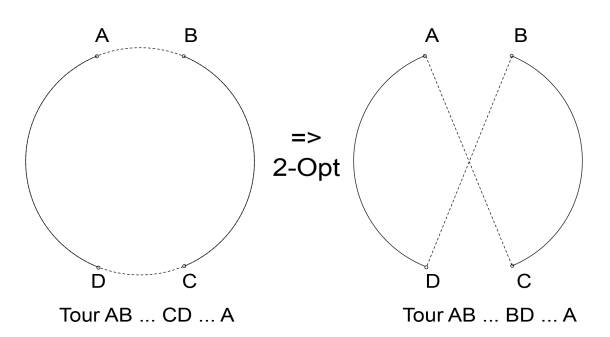 A B
D C
Tour AB ... CD ... A
=>
2-Opt
A B
D C
Tour AB ... BD ... A